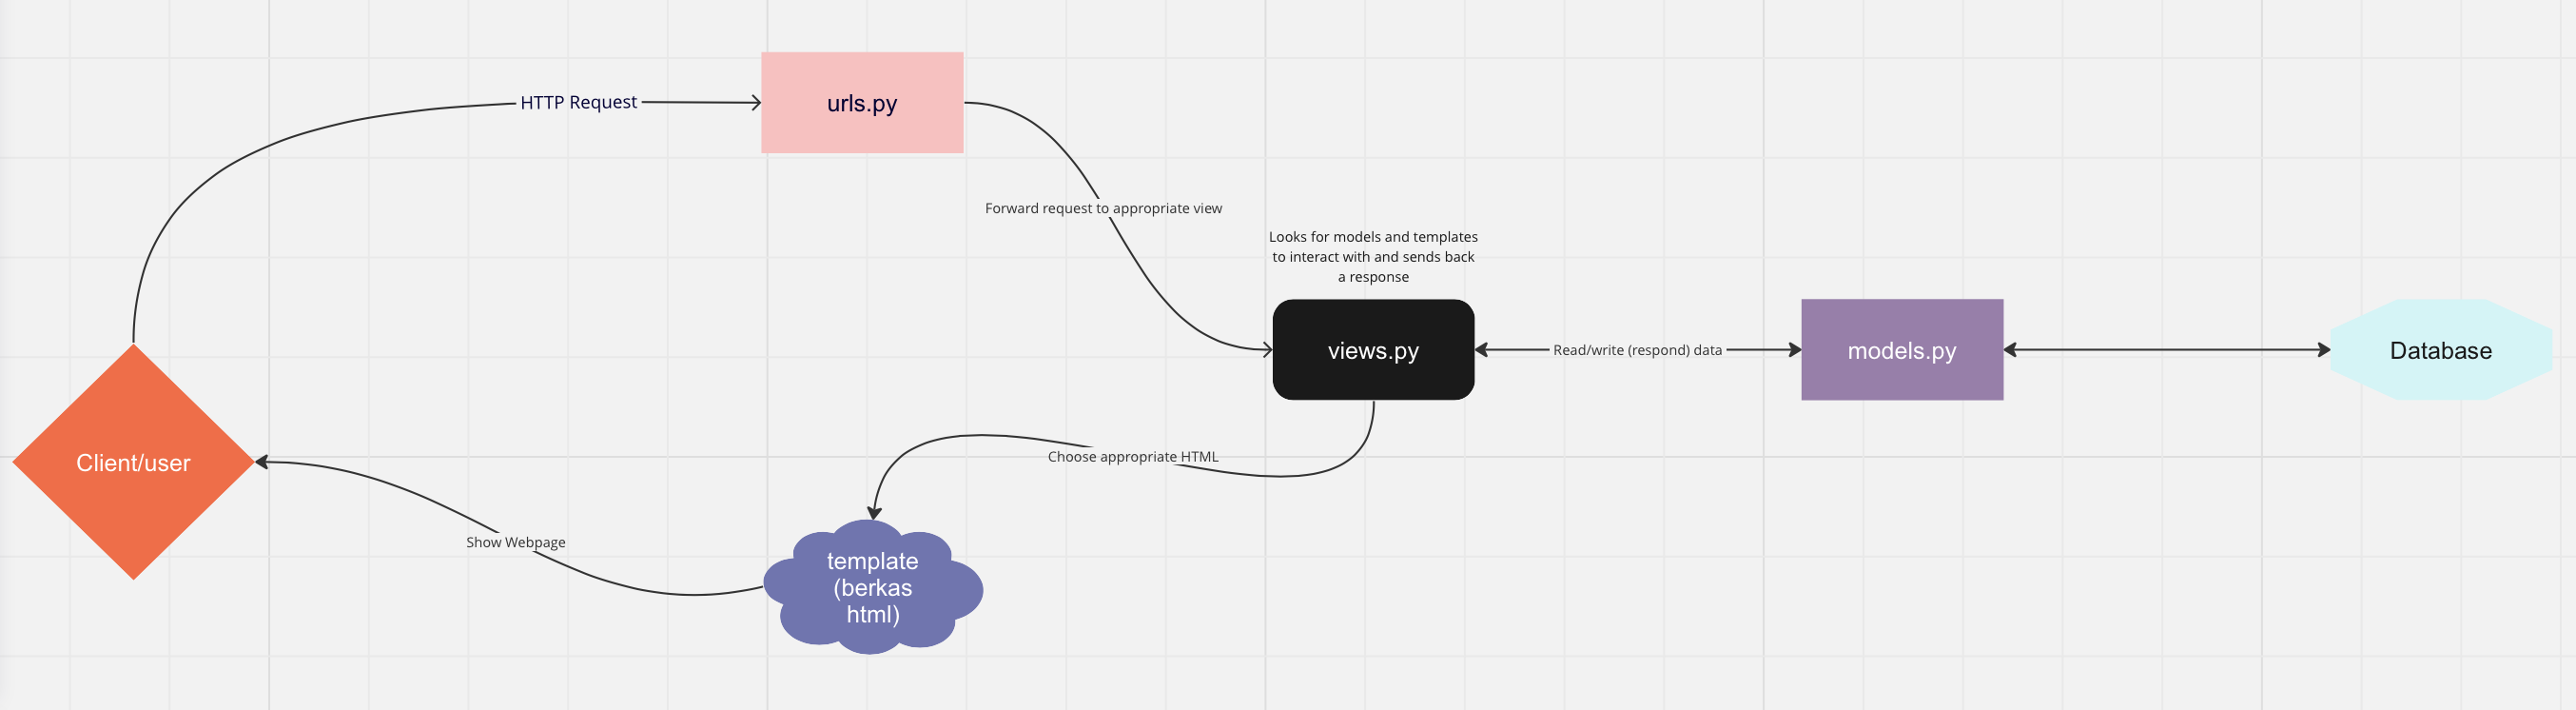 HTTP Request
urls.py
Forward request to appropriate view
Looks for models and templates
to interact with and sends back
a response
views.py
Read/write (respond) data
models.py
Database
Client/user
Choose appropriate HTML
Show Webpage
template
(berkas
html)